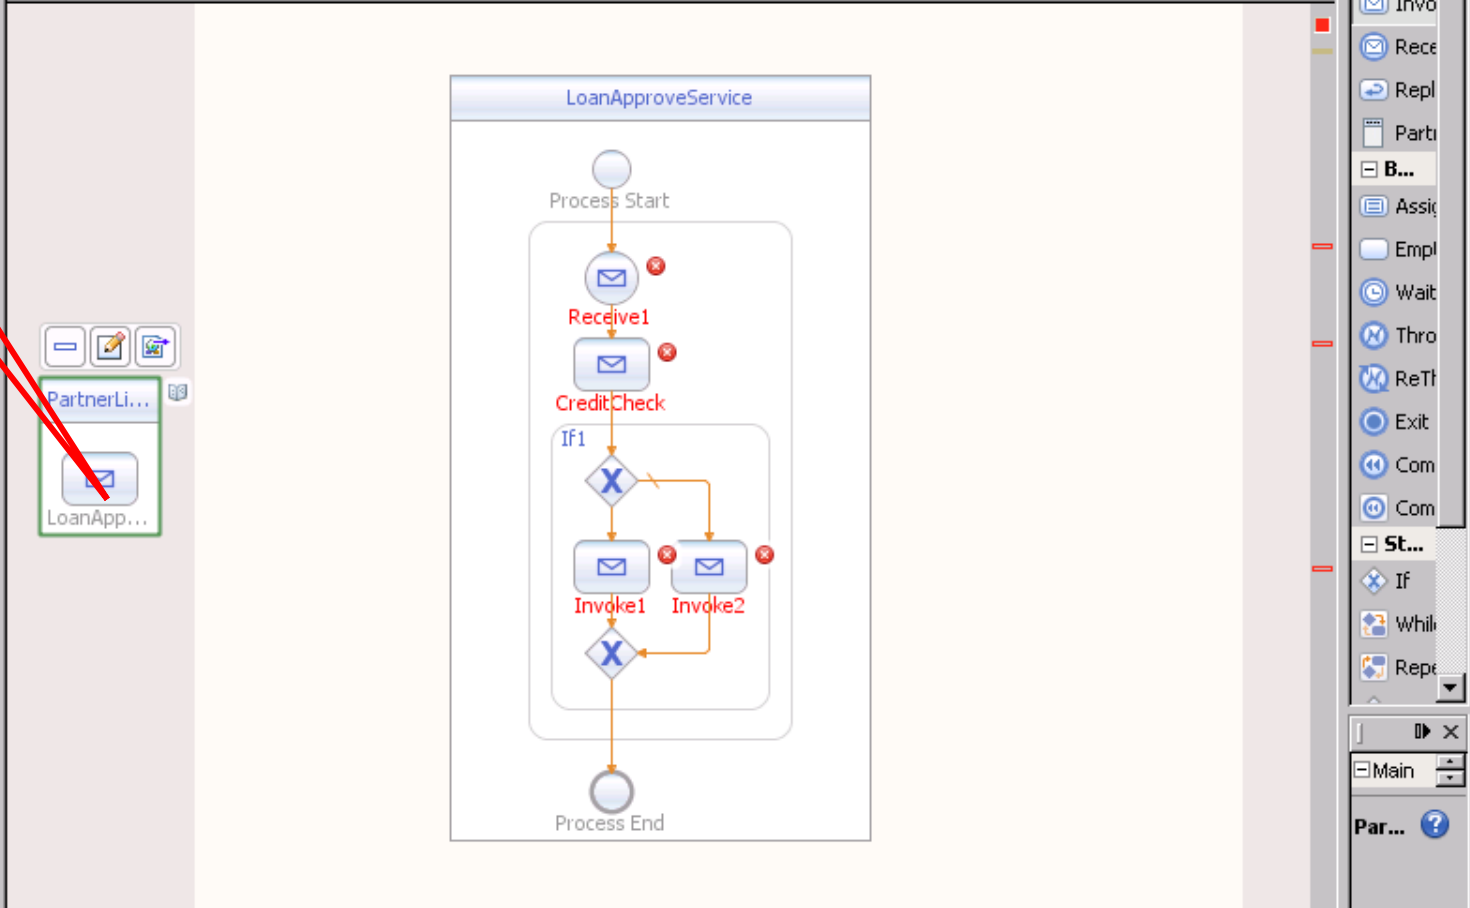 LoanApproveService
Process Start
Receive1
CreditCheck
If1
Invoke1
Invoke2
Process End
PartnerLi...
LoanApp...
Invo
Rece
Repl
Part
B...
Assi
Empl
Wait
Thro
ReTh
Exit
Com
Com
St...
If
Whil
Repe
Main
Par...